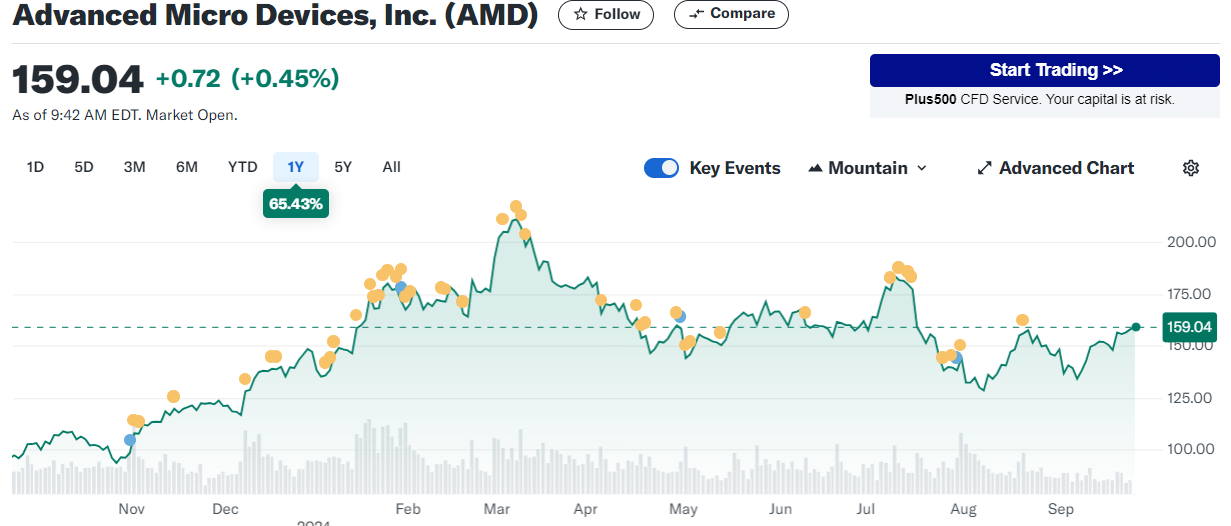 Advanced Micro Devices, Inc. (AMD)
Follow
Compare
159.04 +0.72 (+0.45%)
As of 9:42 AM EDT. Market Open.
Start Trading >>
Plus500 CFD Service. Your capital is at risk.
1D 5D 3M 6M YTD 1Y 5Y All
Key Events
Mountain
Advanced Chart
65.43%
200.00
175.00
159.04
150.00
125.00
100.00
Nov Dec Feb Mar Apr May Jun Jul Aug Sep
2024